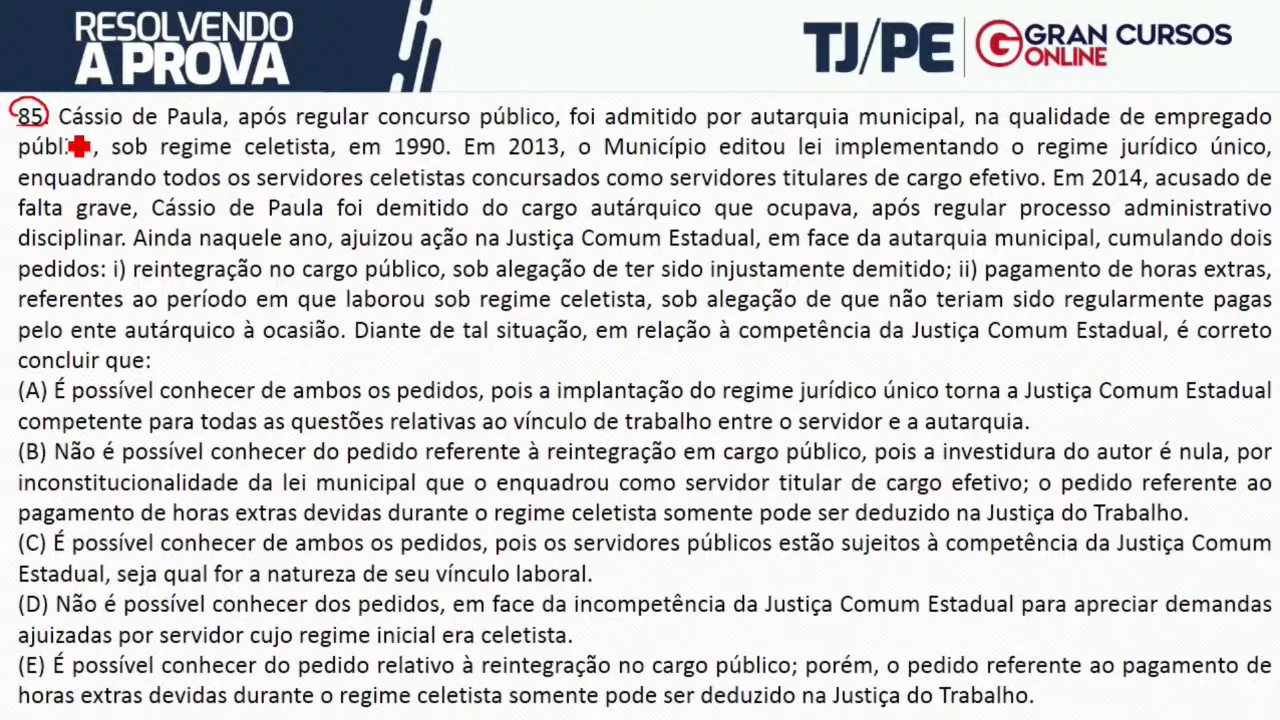 RESOLVENDO
A PROVA
TJ/PE
G GRAN CURSOS
ONLINE
85. Cássio de Paula, após regular concurso público, foi admitido por autarquia municipal, na qualidade de empregado
públi , sob regime celetista, em 1990. Em 2013, o Município editou lei implementando o regime jurídico único,
enquadrando todos os servidores celetistas concursados como servidores titulares de cargo efetivo. Em 2014, acusado de
falta grave, Cássio de Paula foi demitido do cargo autárquico que ocupava, após regular processo administrativo
disciplinar. Ainda naquele ano, ajuizou ação na Justiça Comum Estadual, em face da autarquia municipal, cumulando dois
pedidos: i) reintegração no cargo público, sob alegação de ter sido injustamente demitido; ii) pagamento de horas extras,
referentes ao período em que laborou sob regime celetista, sob alegação de que não teriam sido regularmente pagas
pelo ente autárquico à ocasião. Diante de tal situação, em relação à competência da Justiça Comum Estadual, é correto
concluir que:
(A) É possível conhecer de ambos os pedidos, pois a implantação do regime jurídico único torna a Justiça Comum Estadual
competente para todas as questões relativas ao vínculo de trabalho entre o servidor e a autarquia.
(B) Não é possível conhecer do pedido referente à reintegração em cargo público, pois a investidura do autor é nula, por
inconstitucionalidade da lei municipal que o enquadrou como servidor titular de cargo efetivo; o pedido referente ao
pagamento de horas extras devidas durante o regime celetista somente pode ser deduzido na Justiça do Trabalho.
(C) É possível conhecer de ambos os pedidos, pois os servidores públicos estão sujeitos à competência da Justiça Comum
Estadual, seja qual for a natureza de seu vínculo laboral.
(D) Não é possível conhecer dos pedidos, em face da incompetência da Justiça Comum Estadual para apreciar demandas
ajuizadas por servidor cujo regime inicial era celetista.
(E) É possível conhecer do pedido relativo à reintegração no cargo público; porém, o pedido referente ao pagamento de
horas extras devidas durante o regime celetista somente pode ser deduzido na Justiça do Trabalho.